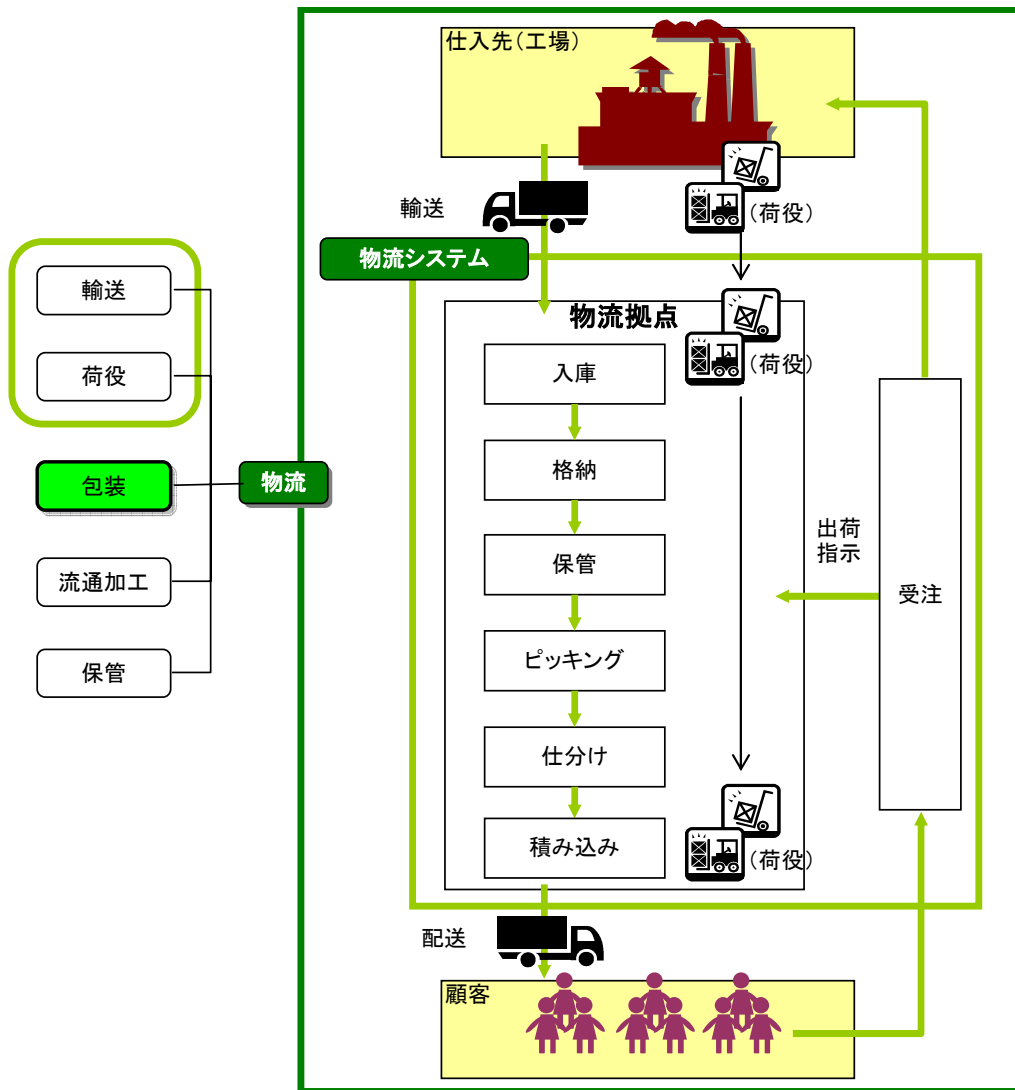 輸送
荷役
包装
流通加工
保管
物流
仕入先(工場)
(荷役)
輸送
物流システム
物流拠点
(荷役)
入庫
格納
保管
ピッキング
仕分け
積み込み
(荷役)
出荷
指示
受注
配送
顧客